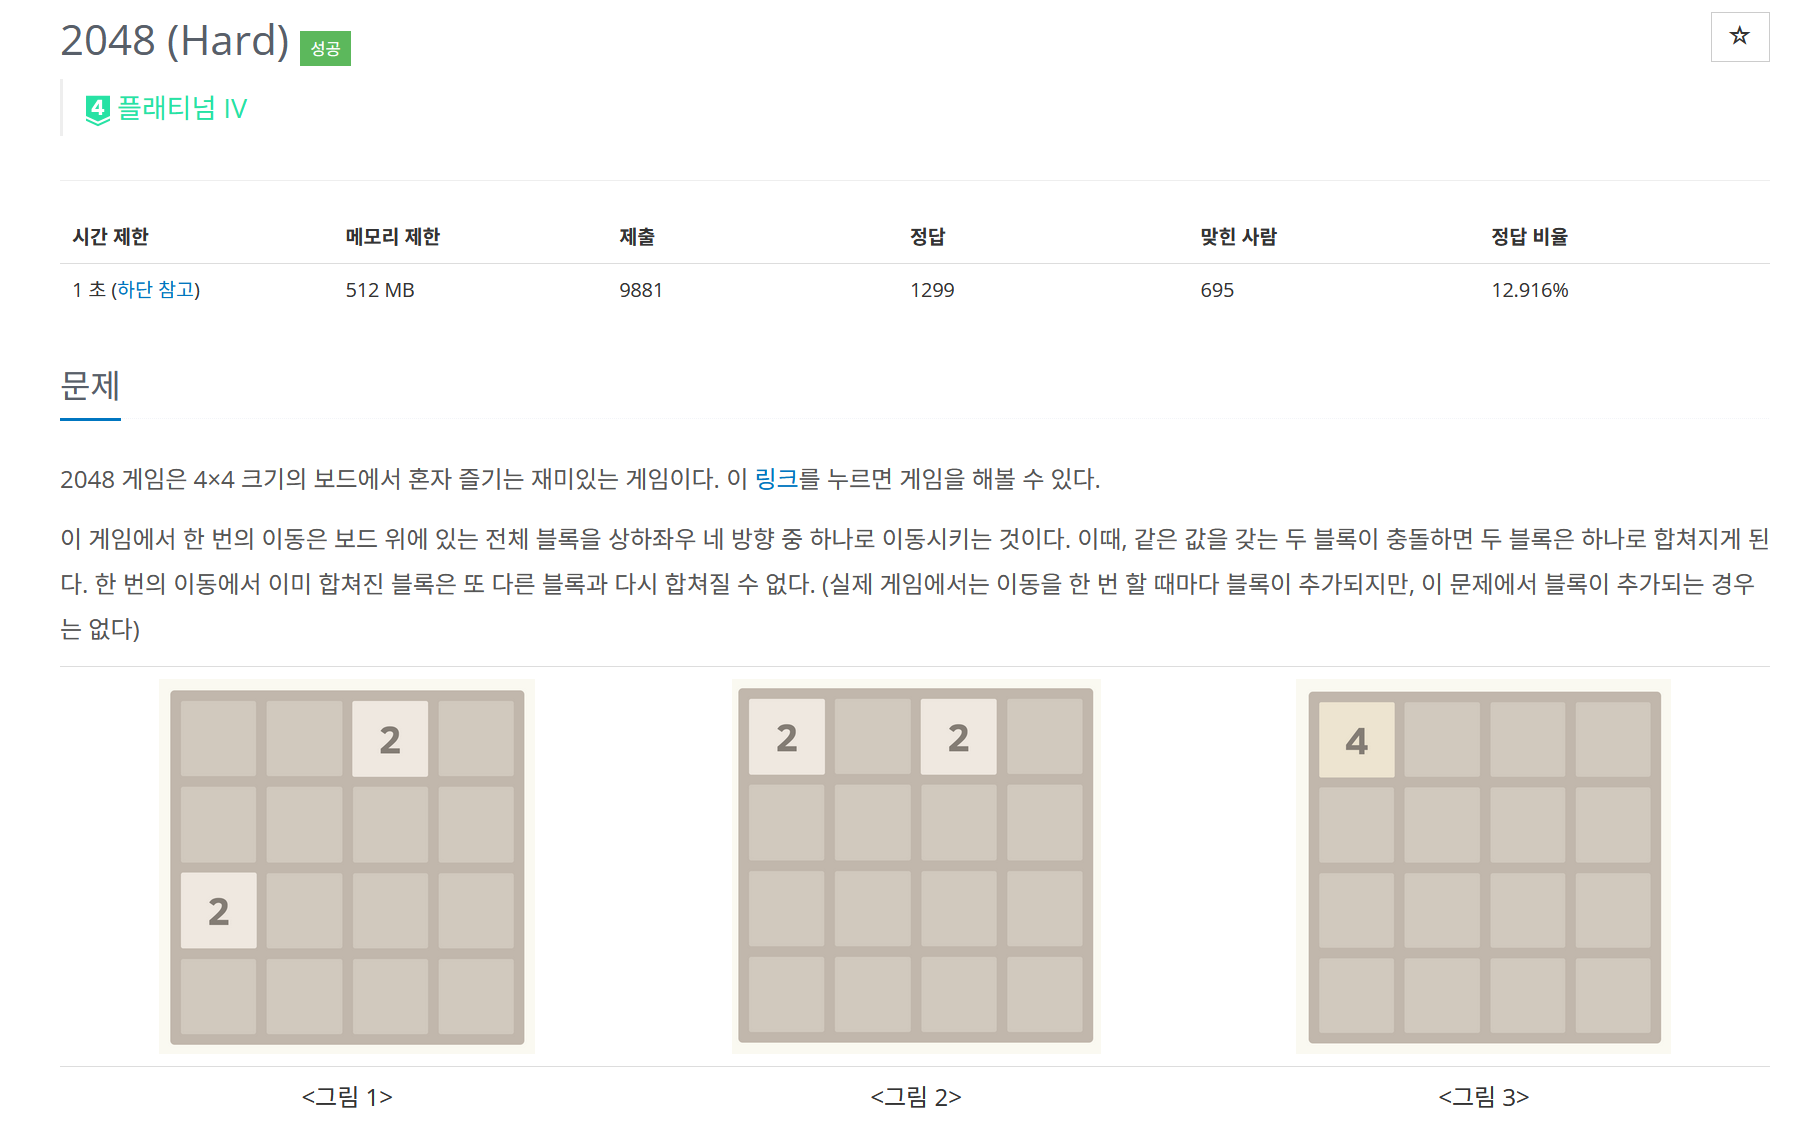 2048 (Hard) 성공
☆
4 플래티넘 IV
시간 제한 메모리 제한 제출 정답 맞힌 사람 정답 비율
1 초 (하단 참고) 512 MB 9881 1299 695 12.916%
문제
2048 게임은 4×4 크기의 보드에서 혼자 즐기는 재미있는 게임이다. 이 링크를 누르면 게임을 해볼 수 있다.
이 게임에서 한 번의 이동은 보드 위에 있는 전체 블록을 상하좌우 네 방향 중 하나로 이동시키는 것이다. 이때, 같은 값을 갖는 두 블록이 충돌하면 두 블록은 하나로 합쳐지게 된
다. 한 번의 이동에서 이미 합쳐진 블록은 또 다른 블록과 다시 합쳐질 수 없다. (실제 게임에서는 이동을 한 번 할 때마다 블록이 추가되지만, 이 문제에서 블록이 추가되는 경우
는 없다)
2
2
2 2
4
<그림 1> <그림 2> <그림 3>